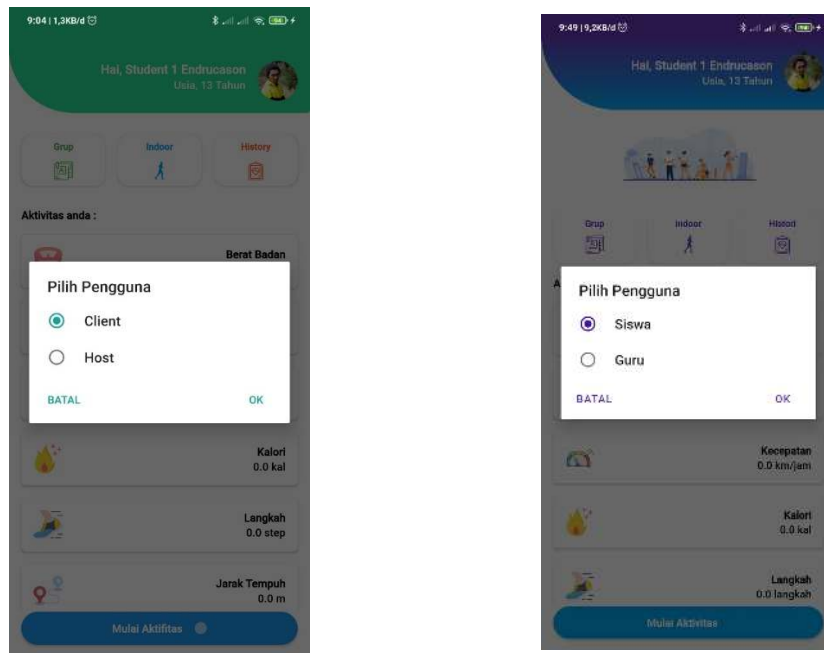 9:04 | 1,3KB/d
Hai, Student 1 Endrucason
Usia, 13 Tahun
Grup
Indoor
History
Aktivitas anda :
Berat Badan
Pilih Pengguna
Client
Host
BATAL
OK
Kalori
0.0 kal
Langkah
0.0 step
Jarak Tempuh
0.0 m
Mulai Aktifitas
9:49 | 9,2KB/d
Hai, Student 1 Endrucason
Usia, 13 Tahun
Grup
Indoor
Histori
A
Pilih Pengguna
Siswa
Guru
BATAL
OK
Kecepatan
0.0 km/jam
Kalori
0.0 kal
Langkah
0.0 langkah
Mulai Aktivitas